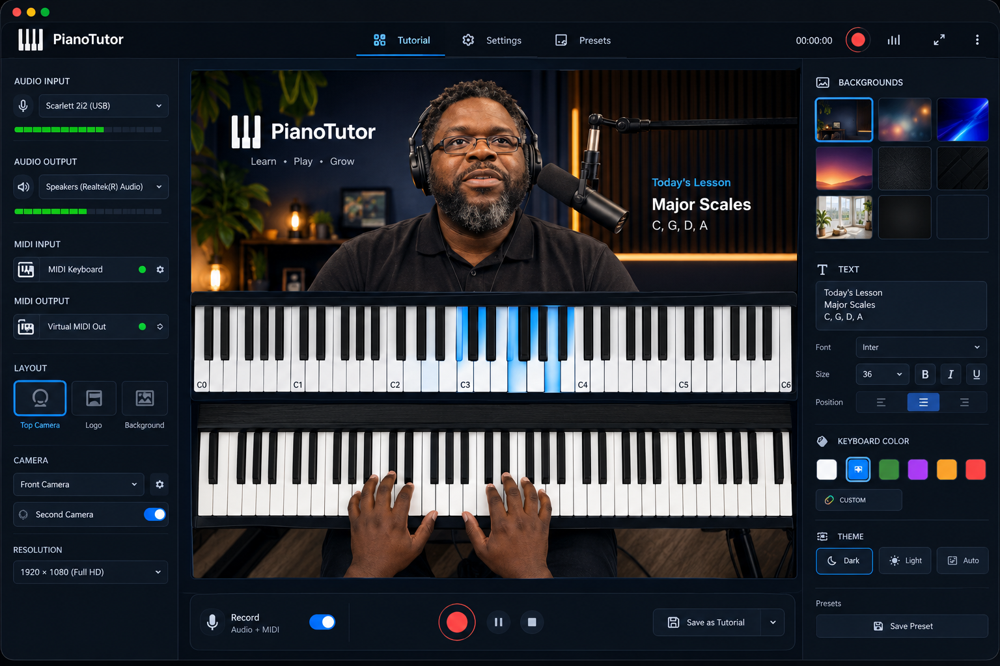 PianoTutor
Tutorial
Settings
Presets
00:00:00
AUDIO INPUT
Scarlett 2i2 (USB)
AUDIO OUTPUT
Speakers (Realtek(R) Audio)
MIDI INPUT
MIDI Keyboard
MIDI OUTPUT
Virtual MIDI Out
LAYOUT
Top Camera
Logo
Background
CAMERA
Front Camera
Second Camera
RESOLUTION
1920 × 1080 (Full HD)
PianoTutor
Learn • Play • Grow
Today's Lesson
Major Scales
C, G, D, A
C0 C1 C2 C3 C4 C5 C6
Record
Audio + MIDI
Save as Tutorial
BACKGROUNDS
TEXT
Today's Lesson
Major Scales
C, G, D, A
Font
Inter
Size
36
B I U
Position
KEYBOARD COLOR
CUSTOM
THEME
Dark
Light
Auto
Presets
Save Preset